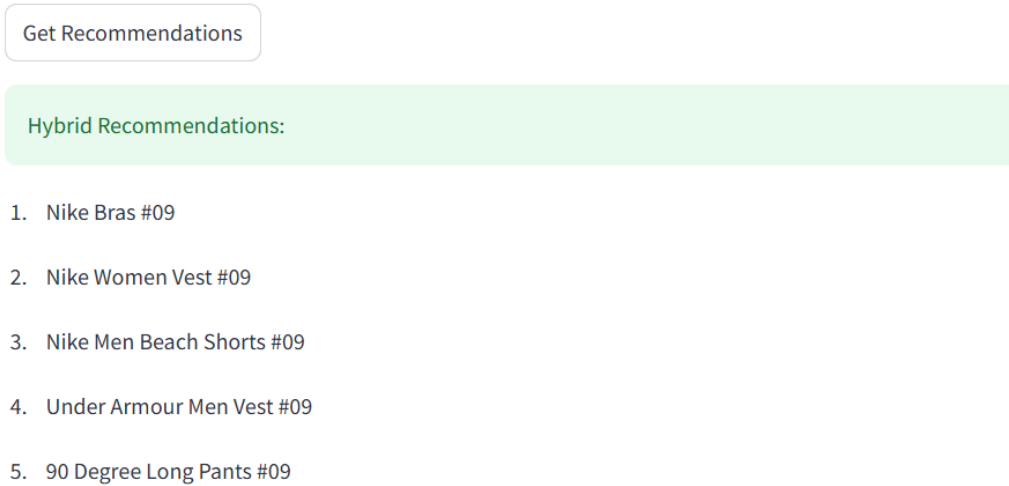 Get Recommendations
Hybrid Recommendations:
1. Nike Bras #09
2. Nike Women Vest #09
3. Nike Men Beach Shorts #09
4. Under Armour Men Vest #09
5. 90 Degree Long Pants #09